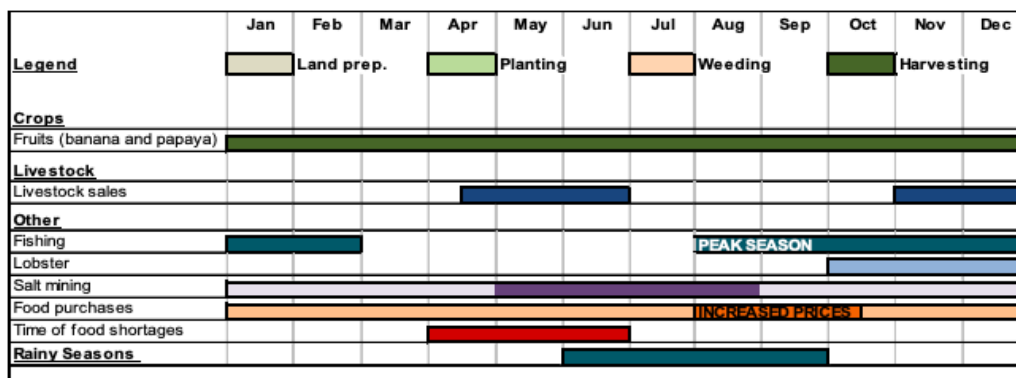 Jan Feb Mar Apr May Jun Jul Aug Sep Oct Nov Dec
Legend Land prep. Planting Weeding Harvesting
Crops
Fruits (banana and papaya)
Livestock
Livestock sales
Other
Fishing PEAK SEASON
Lobster
Salt mining
Food purchases INCREASED PRICES
Time of food shortages
Rainy Seasons